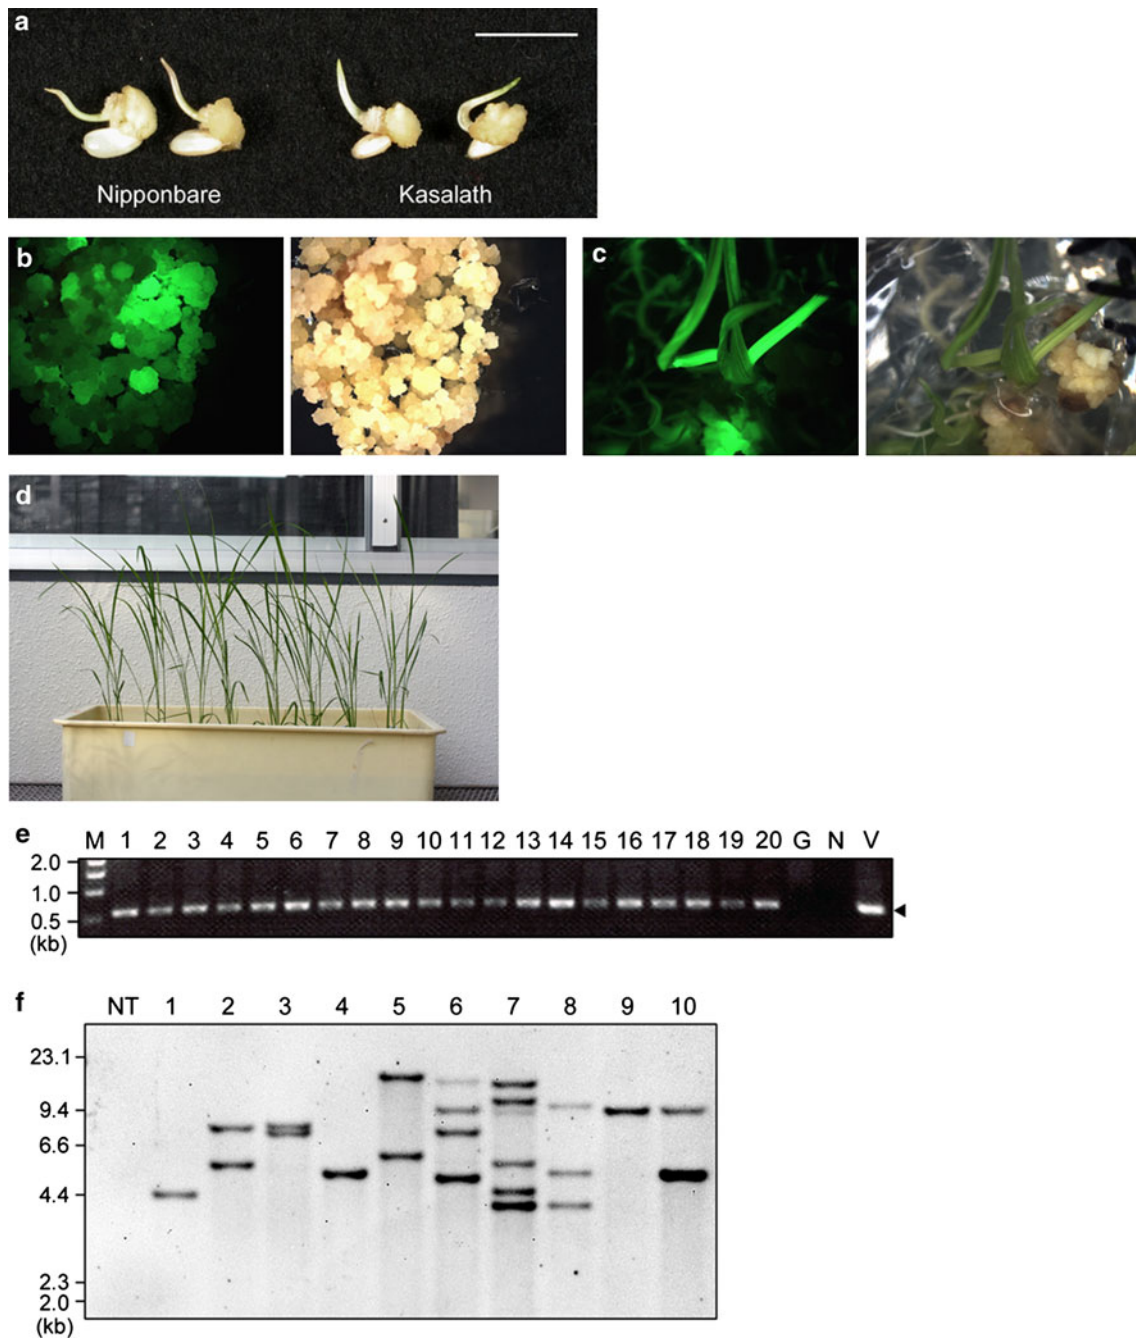 a
Nipponbare Kasalath
b c
d
e M 1 2 3 4 5 6 7 8 9 10 11 12 13 14 15 16 17 18 19 20 G N V
2.0
1.0
0.5
(kb)
f NT 1 2 3 4 5 6 7 8 9 10
23.1
9.4
6.6
4.4
2.3
2.0
(kb)